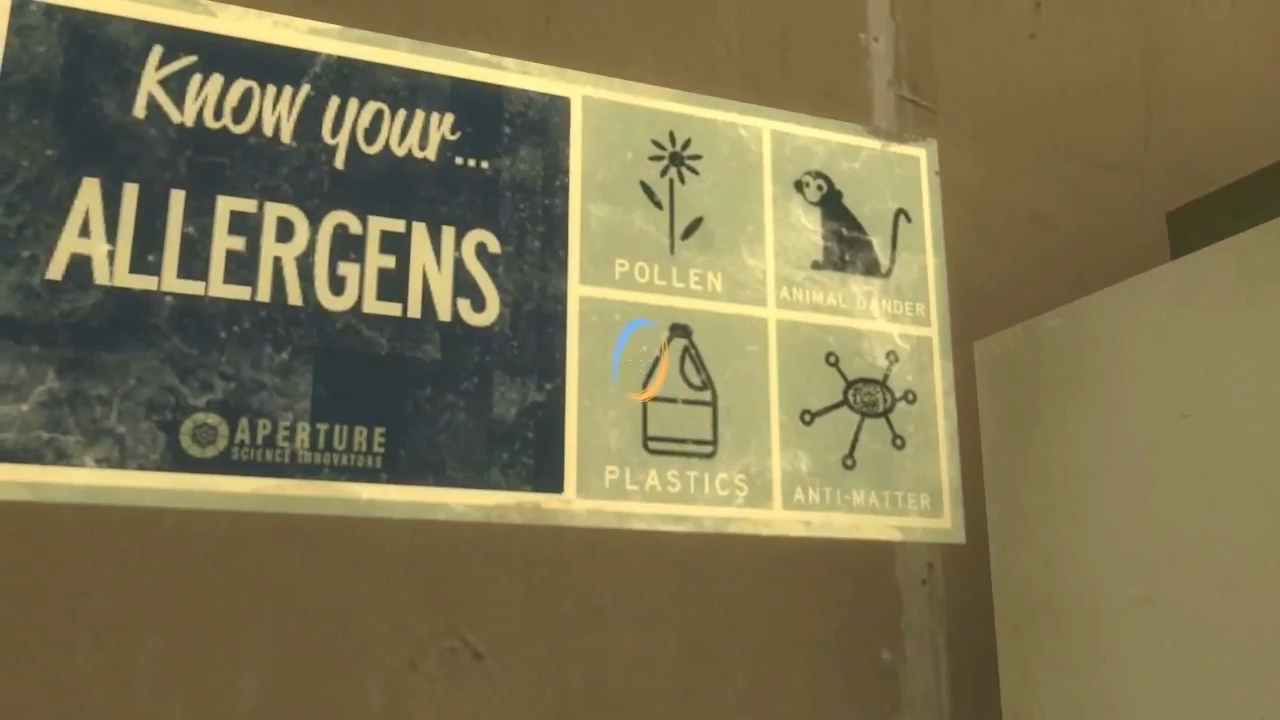 Know your...
ALLERGENS
APERTURE
SCIENCE INNOVATORS
POLLEN
ANIMAL DANDER
PLASTICS
ANTI-MATTER